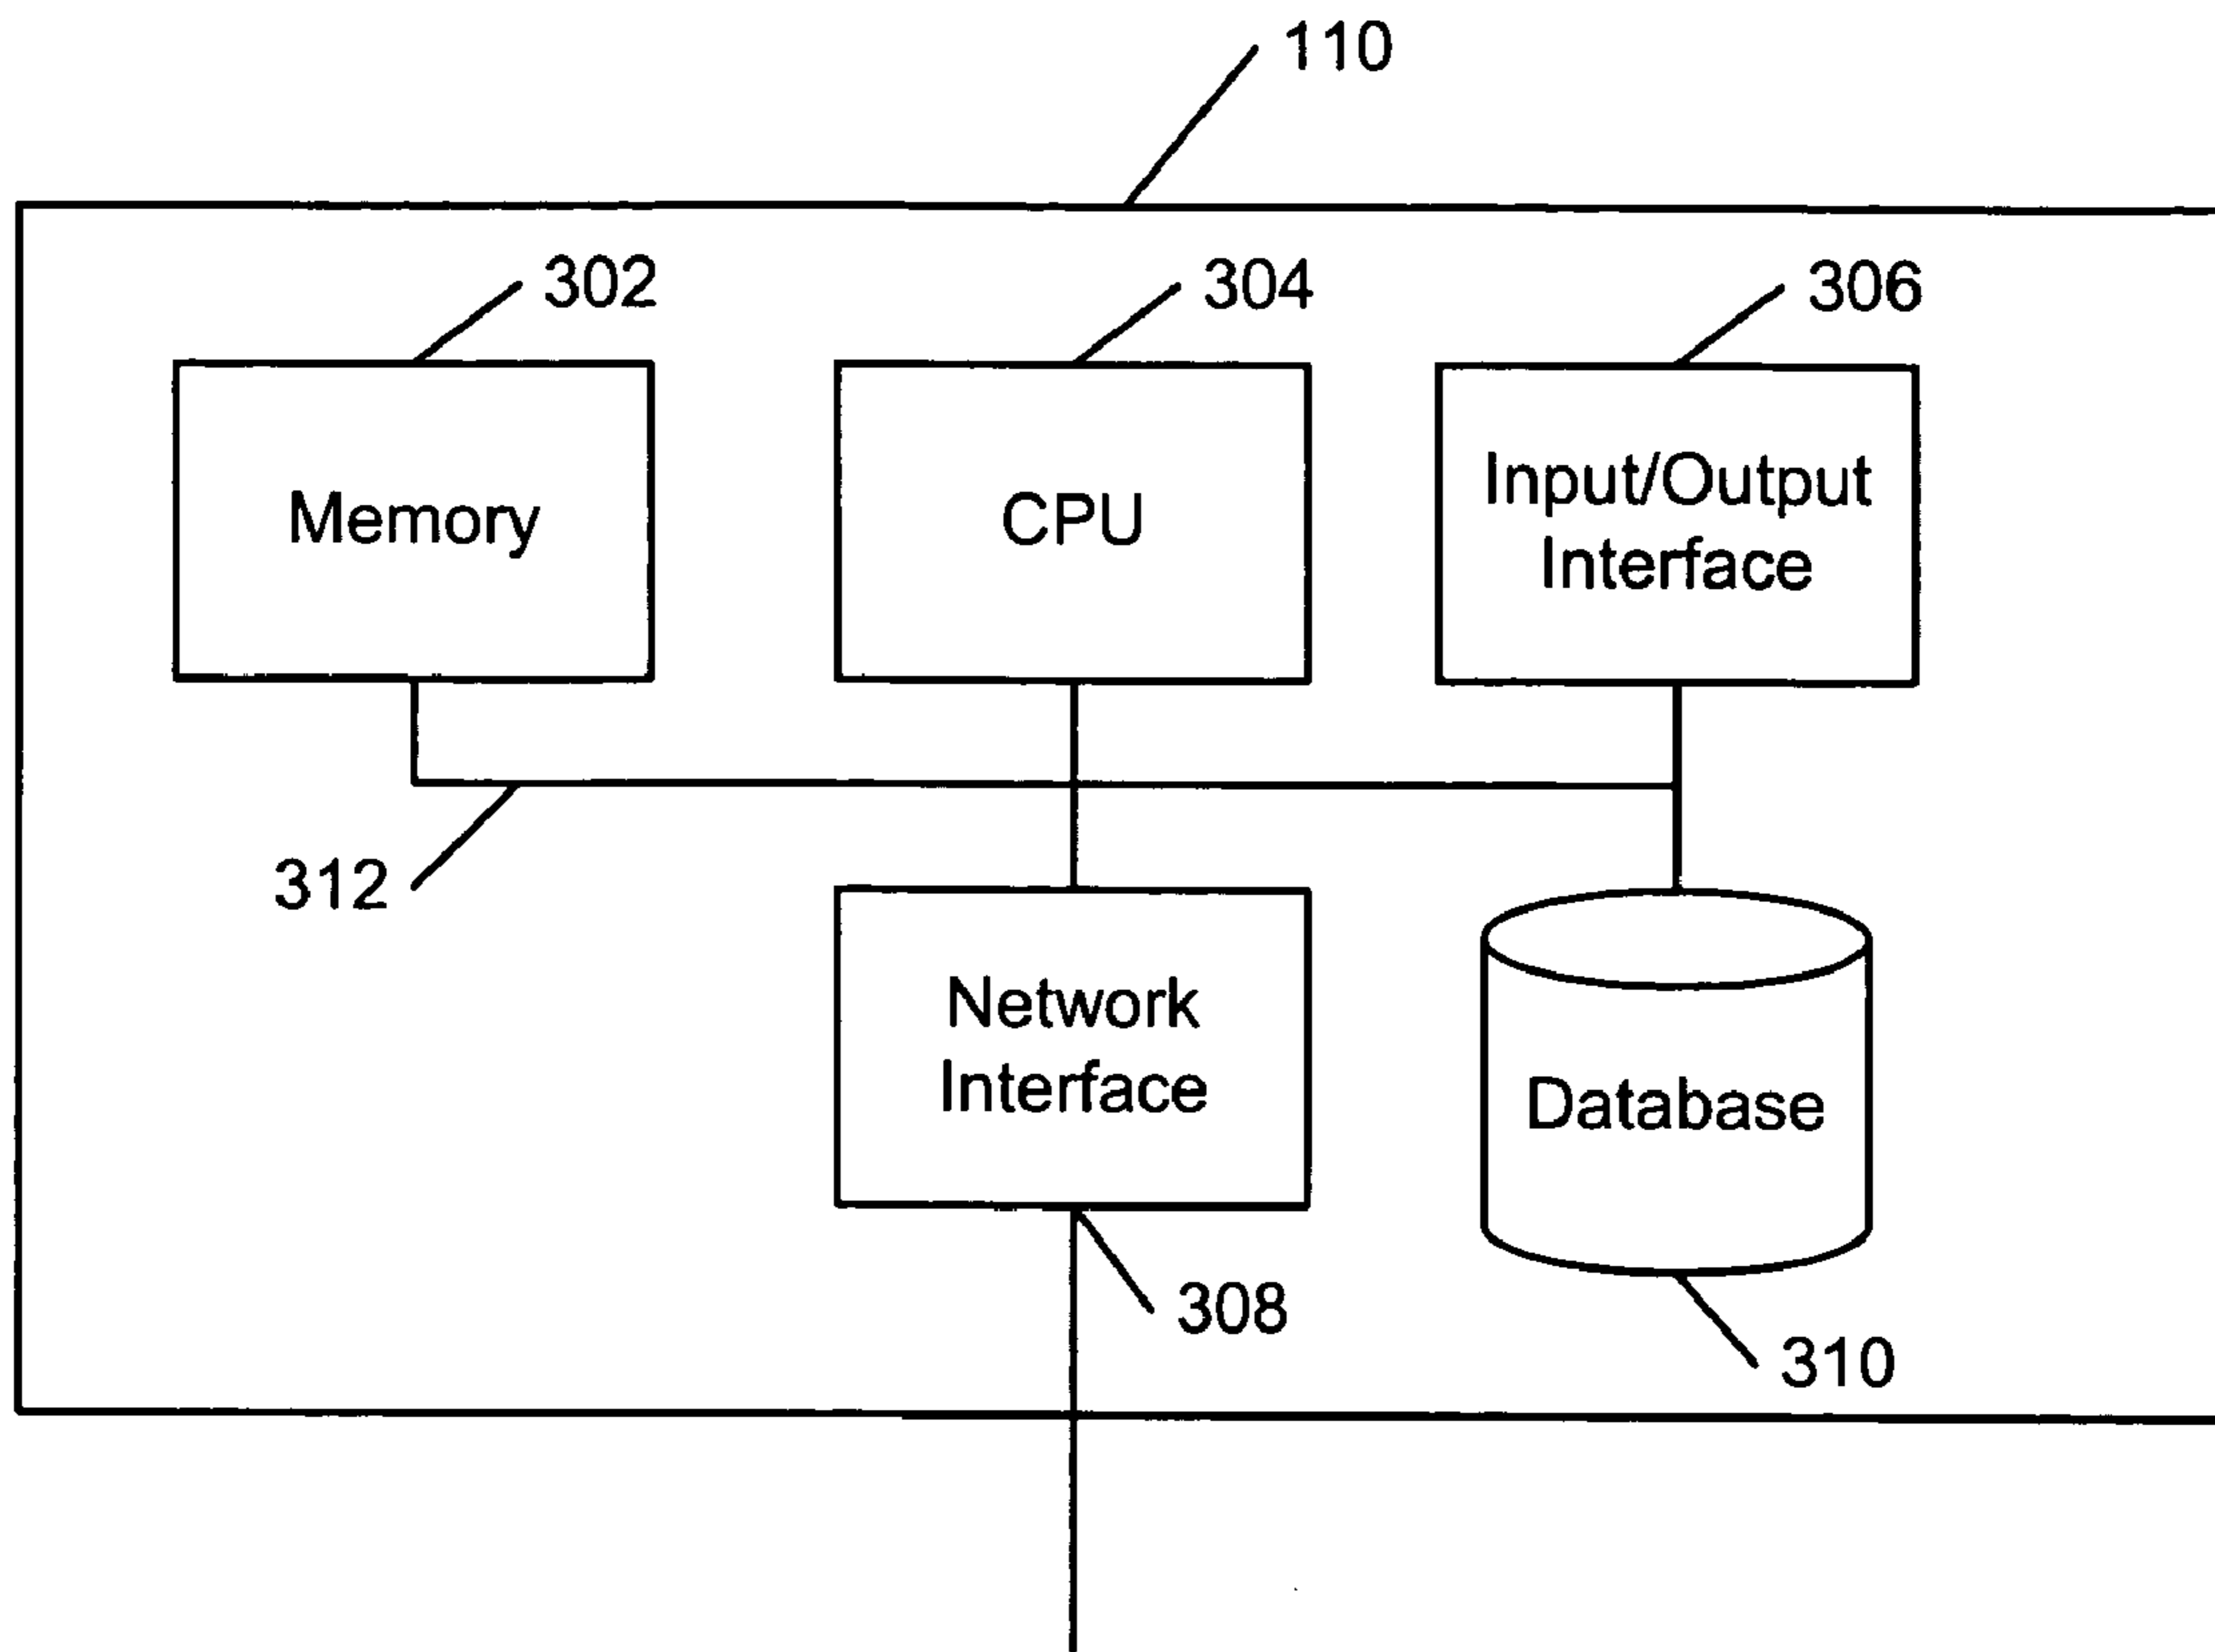 110
302
304
306
Memory
CPU
Input/Output
Interface
312
Network
Interface
Database
308
310